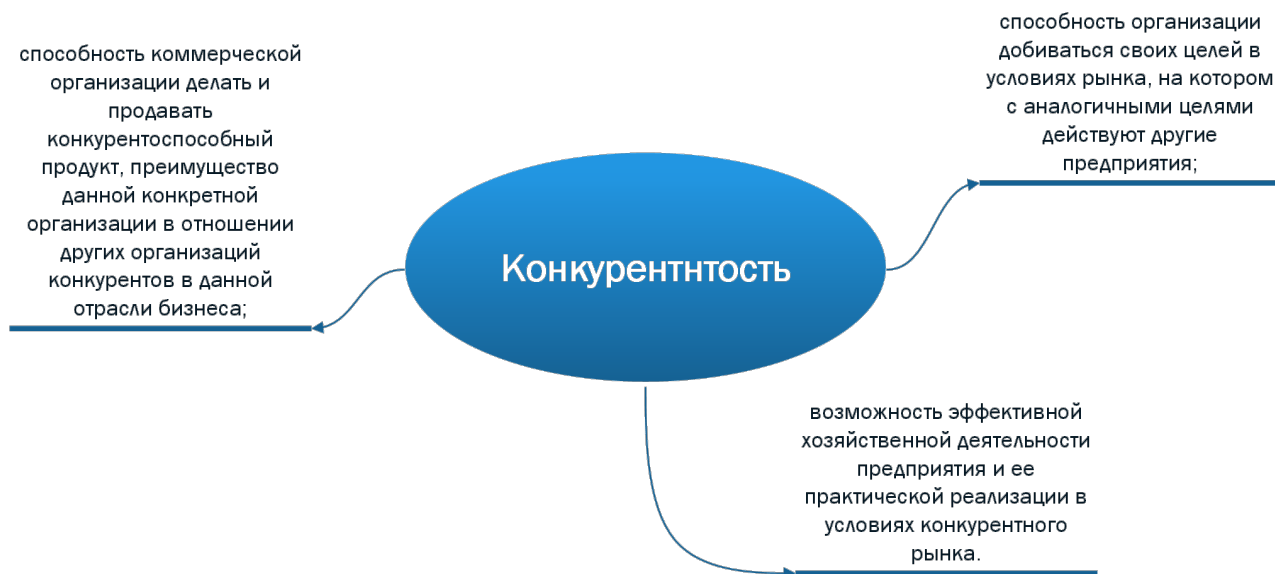 способность коммерческой
организации делать и
продавать
конкурентоспособный
продукт, преимущество
данной конкретной
организации в отношении
других организаций
конкурентов в данной
отрасли бизнеса;
способность организации
добиваться своих целей в
условиях рынка, на котором
с аналогичными целями
действуют другие
предприятия;
Конкурентнтость
возможность эффективной
хозяйственной деятельности
предприятия и ее
практической реализации в
условиях конкурентного
рынка.